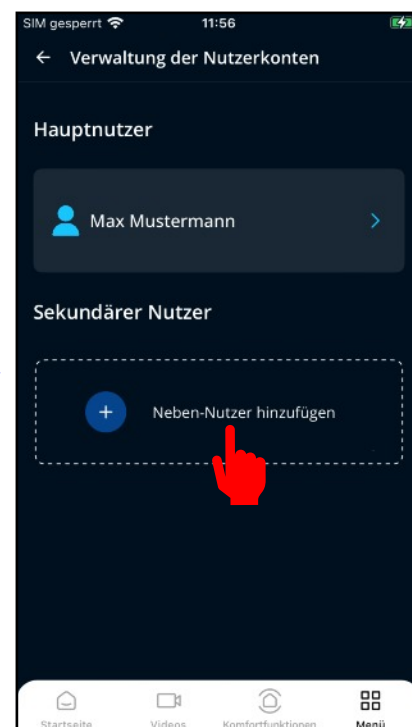 SIM gesperrt 11:56
← Verwaltung der Nutzerkonten
Hauptnutzer
Max Mustermann
Sekundärer Nutzer
+ Neben-Nutzer hinzufügen
Startseite Videos Komfortfunktionen Menü